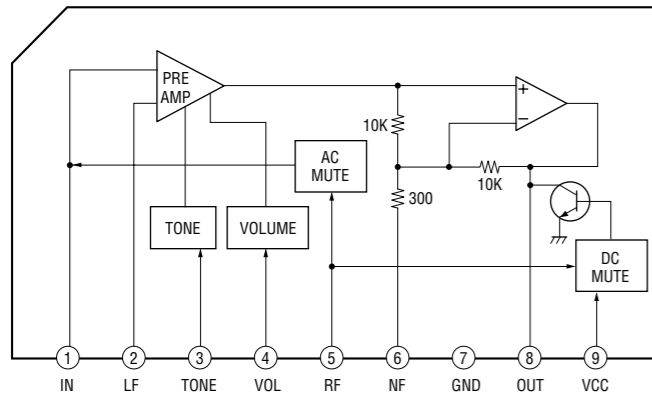 PRE
AMP
+
−
10K
AC
MUTE
10K
300
TONE
VOLUME
DC
MUTE
1 2 3 4 5 6 7 8 9
IN LF TONE VOL RF NF GND OUT VCC